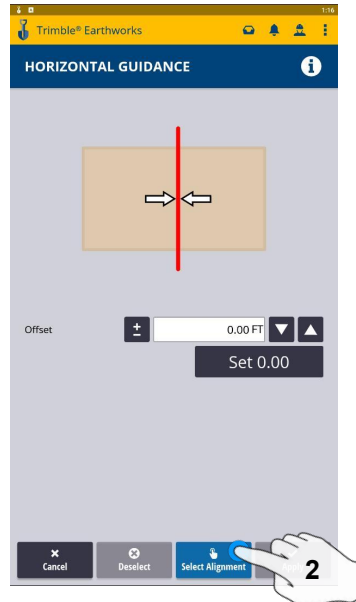 1:16
Trimble® Earthworks
HORIZONTAL GUIDANCE
Offset
±
0.00 FT
Set 0.00
Cancel
Deselect
Select Alignment
2